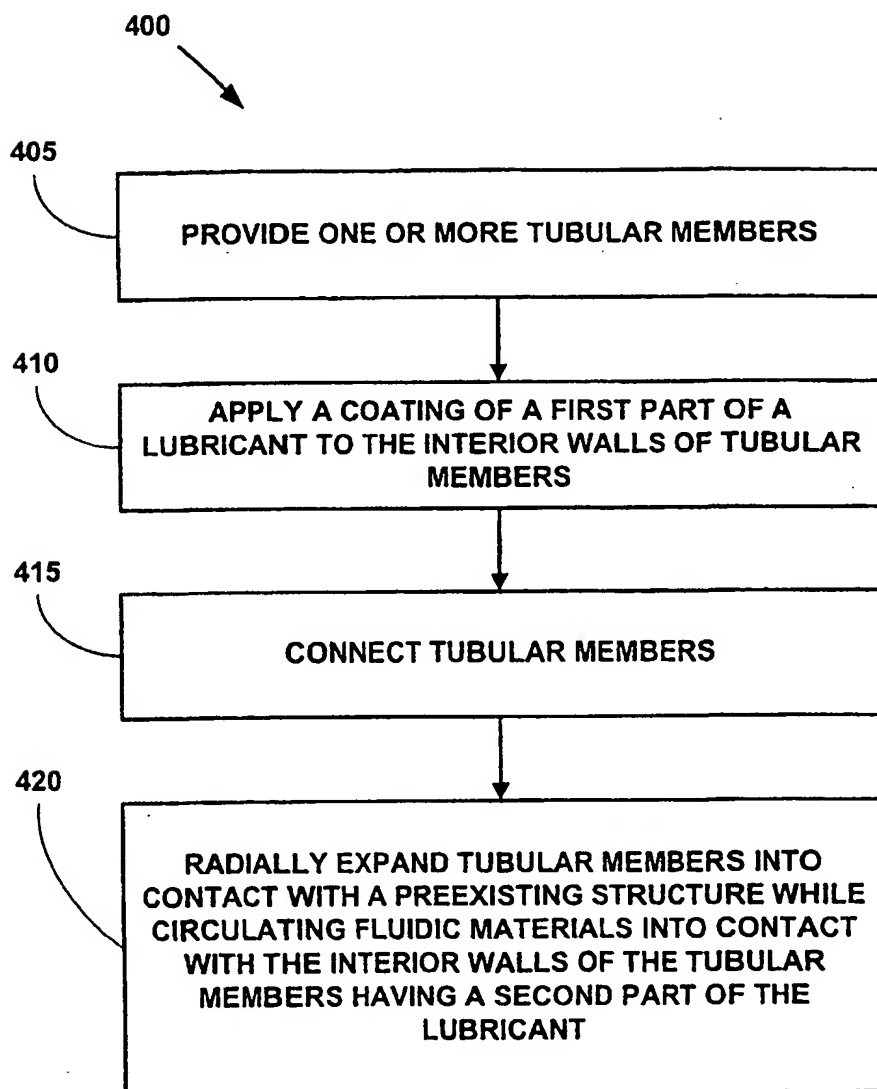 400
405
PROVIDE ONE OR MORE TUBULAR MEMBERS
410
APPLY A COATING OF A FIRST PART OF A
LUBRICANT TO THE INTERIOR WALLS OF TUBULAR
MEMBERS
415
CONNECT TUBULAR MEMBERS
420
RADIALLY EXPAND TUBULAR MEMBERS INTO
CONTACT WITH A PREEXISTING STRUCTURE WHILE
CIRCULATING FLUIDIC MATERIALS INTO CONTACT
WITH THE INTERIOR WALLS OF THE TUBULAR
MEMBERS HAVING A SECOND PART OF THE
LUBRICANT